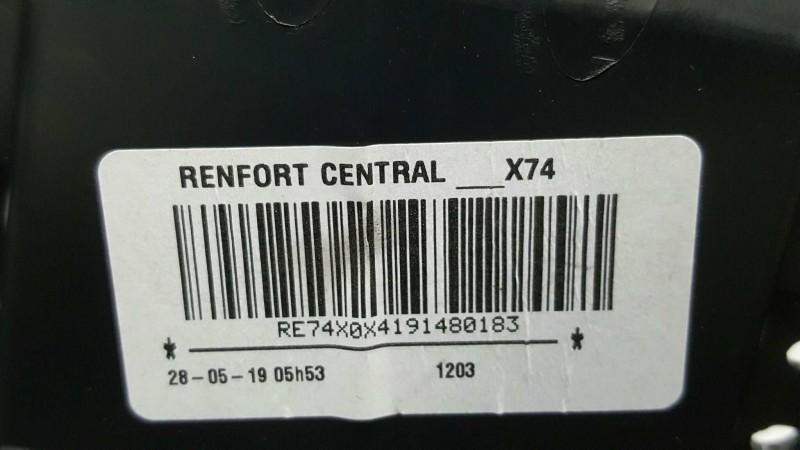 RENFORT CENTRAL ___X74
RE74X0X4191480183
* *
28-05-19 05h53 1203